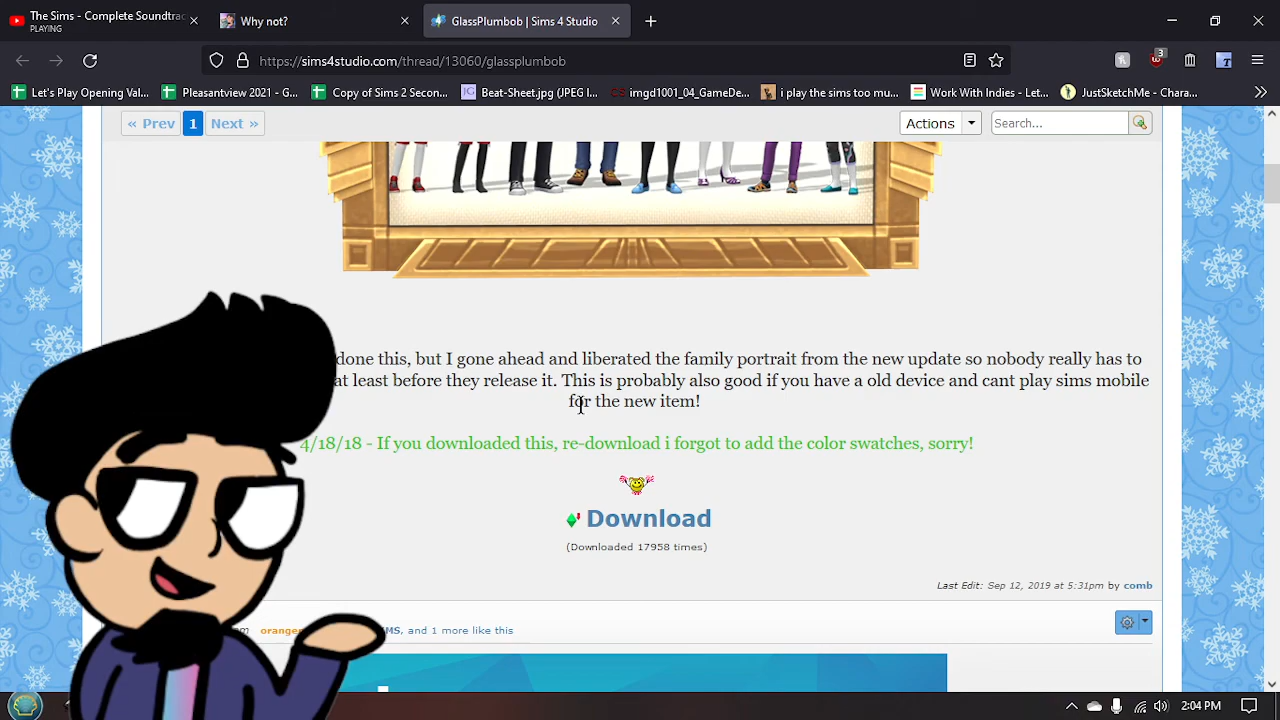 The Sims - Complete Soundtrac
PLAYING
Why not?
GlassPlumbob | Sims 4 Studio
https://sims4studio.com/thread/13060/glassplumbob
3
Let's Play Opening Val
Pleasantview 2021 - G...
Copy of Sims 2 Secon...
JG Beat-Sheet.jpg (JPEG I...
CS imgd1001_04_GameDe...
i play the sims too mu...
Work With Indies - Let...
JustSketchMe - Chara...
« Prev
1
Next »
Actions
Search...
done this, but I gone ahead and liberated the family portrait from the new update so nobody really has to
at least before they release it. This is probably also good if you have a old device and cant play sims mobile
for the new item!
4/18/18 - If you downloaded this, re-download i forgot to add the color swatches, sorry!
Download
(Downloaded 17958 times)
Last Edit: Sep 12, 2019 at 5:31pm by comb
and 1 more like this
2:04 PM